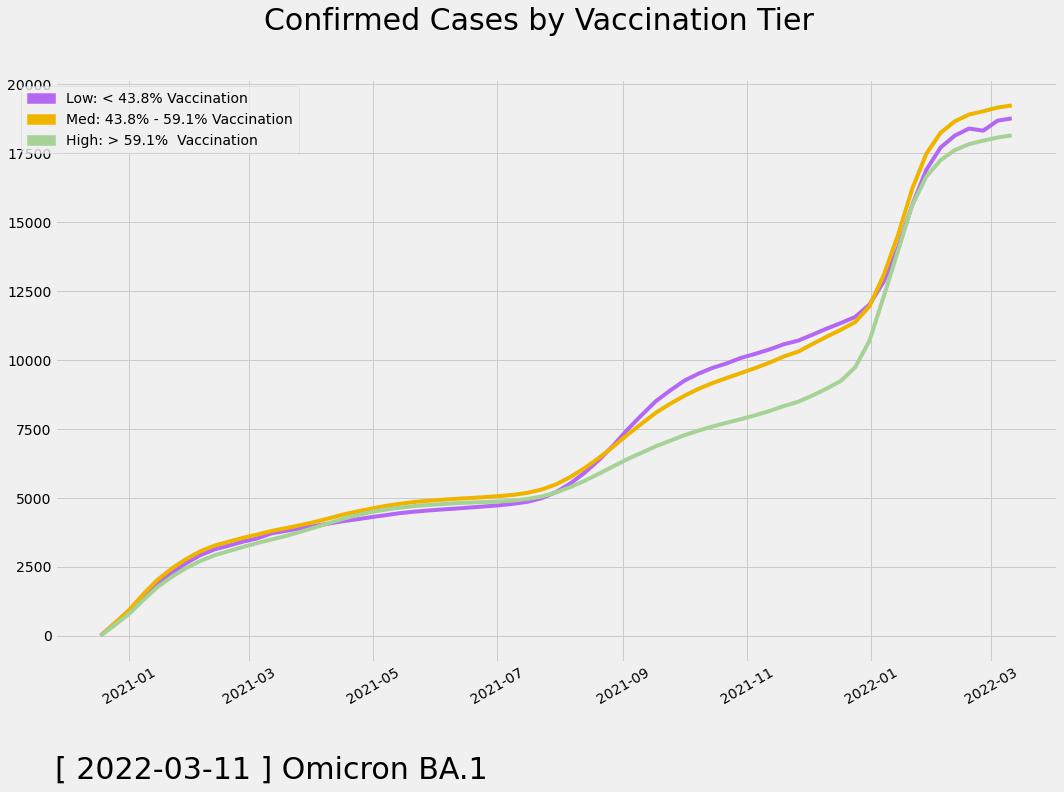 Confirmed Cases by Vaccination Tier
20000
Low: < 43.8% Vaccination
Med: 43.8% - 59.1% Vaccination
High: > 59.1%  Vaccination
17500
15000
12500
10000
7500
5000
2500
0
2021-01 2021-03 2021-05 2021-07 2021-09 2021-11 2022-01 2022-03
[ 2022-03-11 ] Omicron BA.1